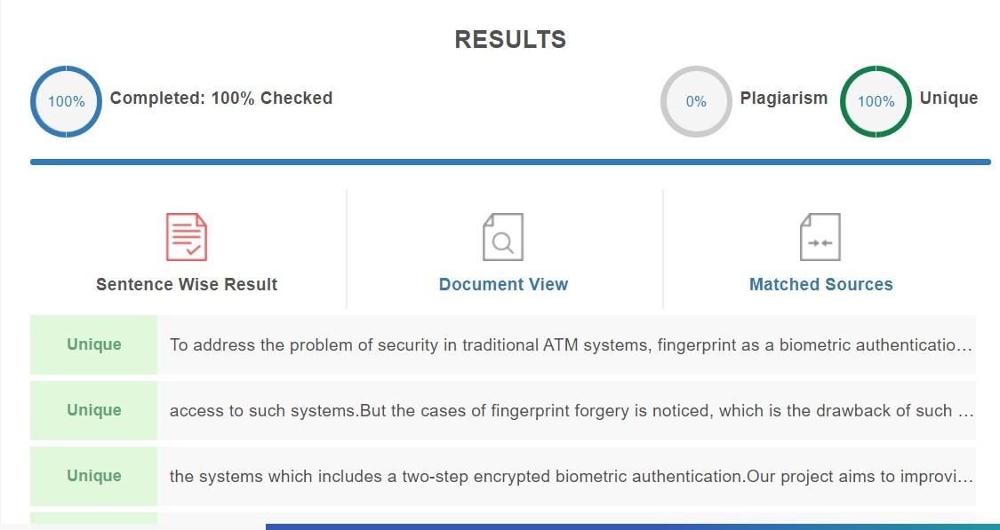 RESULTS
100% Completed: 100% Checked
0% Plagiarism 100% Unique
Sentence Wise Result
Document View
Matched Sources
Unique To address the problem of security in traditional ATM systems, fingerprint as a biometric authenticatio…
Unique access to such systems.But the cases of fingerprint forgery is noticed, which is the drawback of such …
Unique the systems which includes a two-step encrypted biometric authentication.Our project aims to improvi…